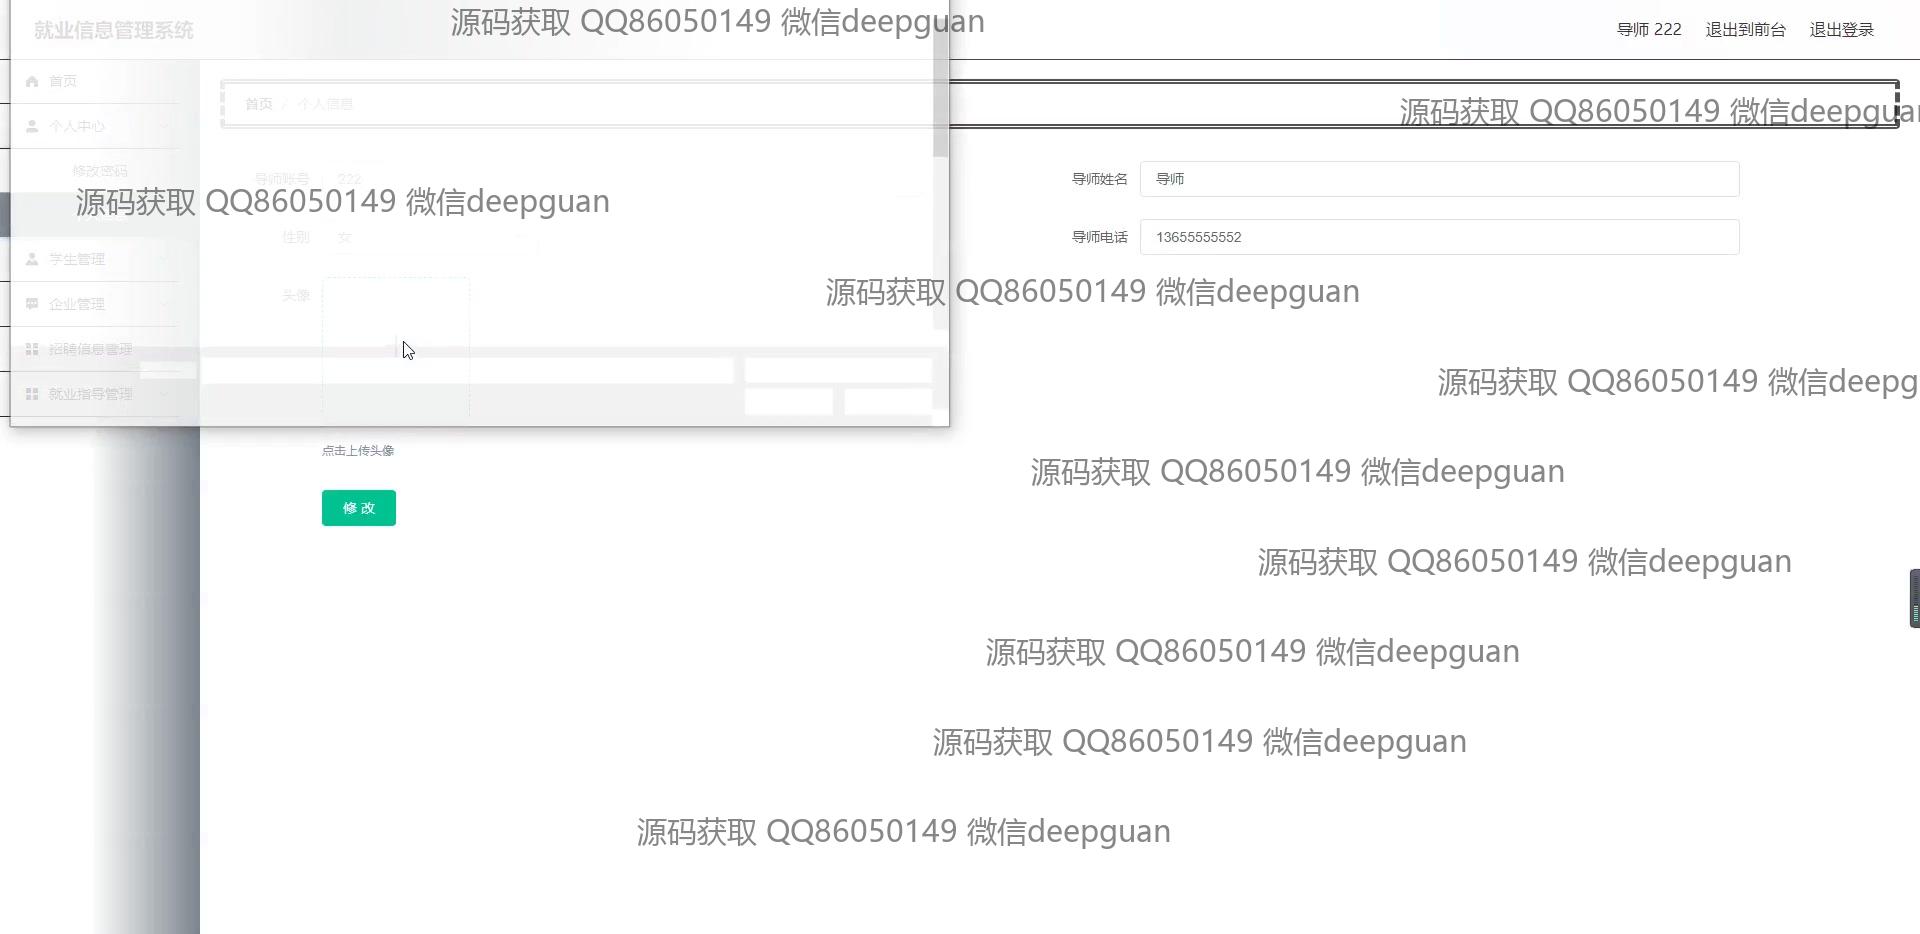 就业信息管理系统
源码获取 QQ86050149 微信deepguan
导师 222
退出到前台
退出登录
首页
首页 / 个人信息
源码获取 QQ86050149 微信deepguan
个人中心
修改密码
导师账号
222
导师姓名
导师
源码获取 QQ86050149 微信deepguan
性别
女
导师电话
13655555552
学生管理
头像
源码获取 QQ86050149 微信deepguan
企业管理
招聘信息管理
源码获取 QQ86050149 微信deepg
就业指导管理
点击上传头像
源码获取 QQ86050149 微信deepguan
修改
源码获取 QQ86050149 微信deepguan
源码获取 QQ86050149 微信deepguan
源码获取 QQ86050149 微信deepguan
源码获取 QQ86050149 微信deepguan